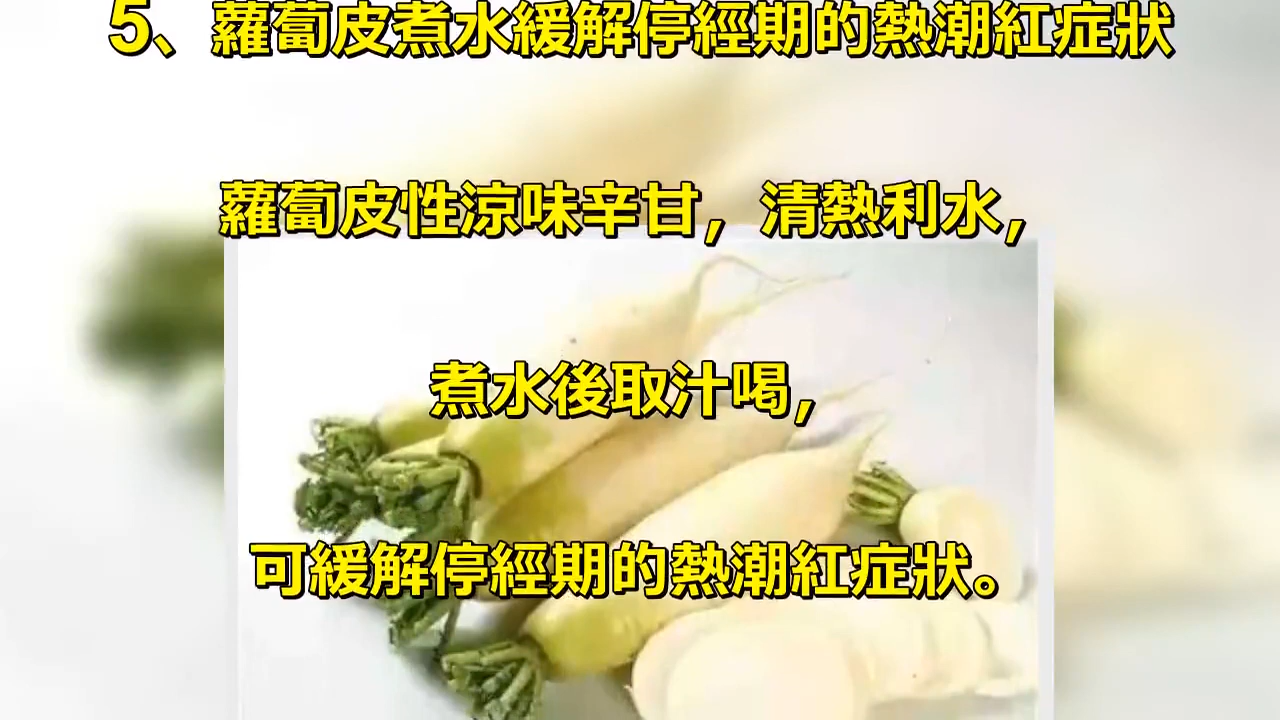 5、蘿蔔皮煮水緩解停經期的熱潮紅症狀
蘿蔔皮性涼味辛甘，清熱利水，
煮水後取汁喝，
可緩解停經期的熱潮紅症狀。